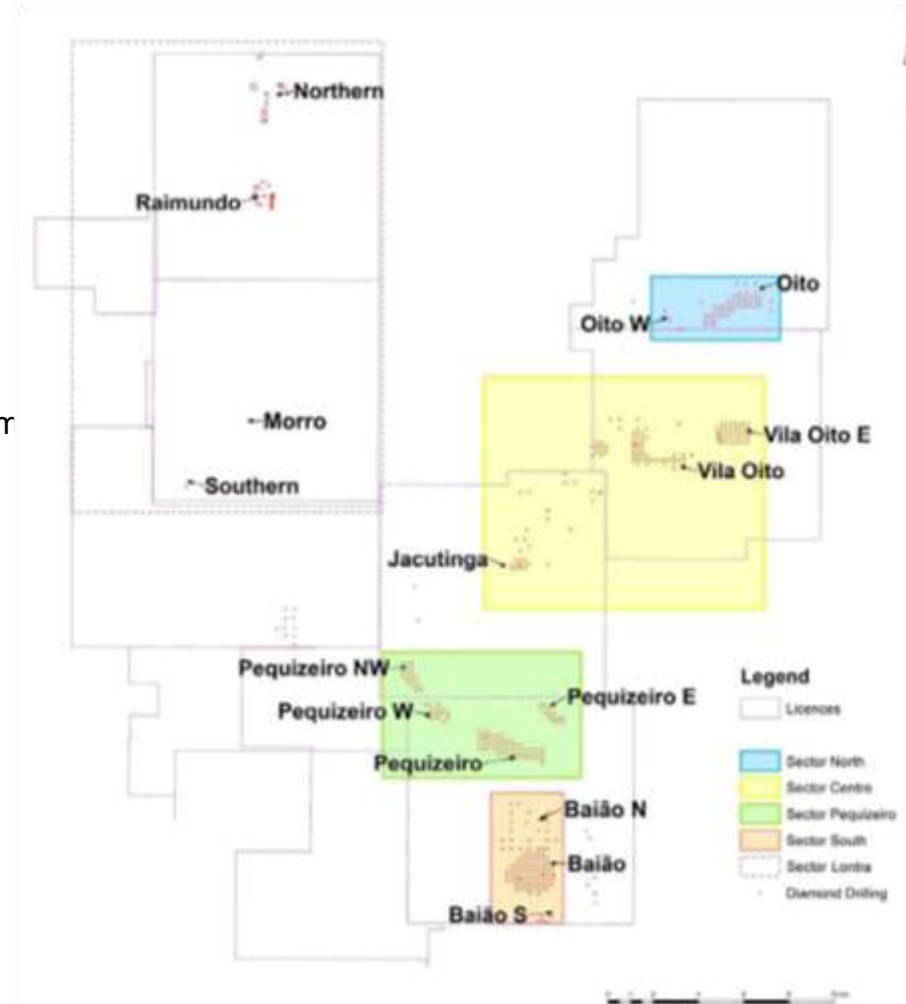 Northern
Raimundo
Oito
Oito W
Morro
Vila Oito E
Vila Oito
Southern
Jacutinga
Pequizeiro NW
Pequizeiro E
Pequizeiro W
Pequizeiro
Baião N
Baião
Baião S
Legend
Licences
Sector North
Sector Centre
Sector Pequizeiro
Sector South
Sector Lontra
Diamond Drilling